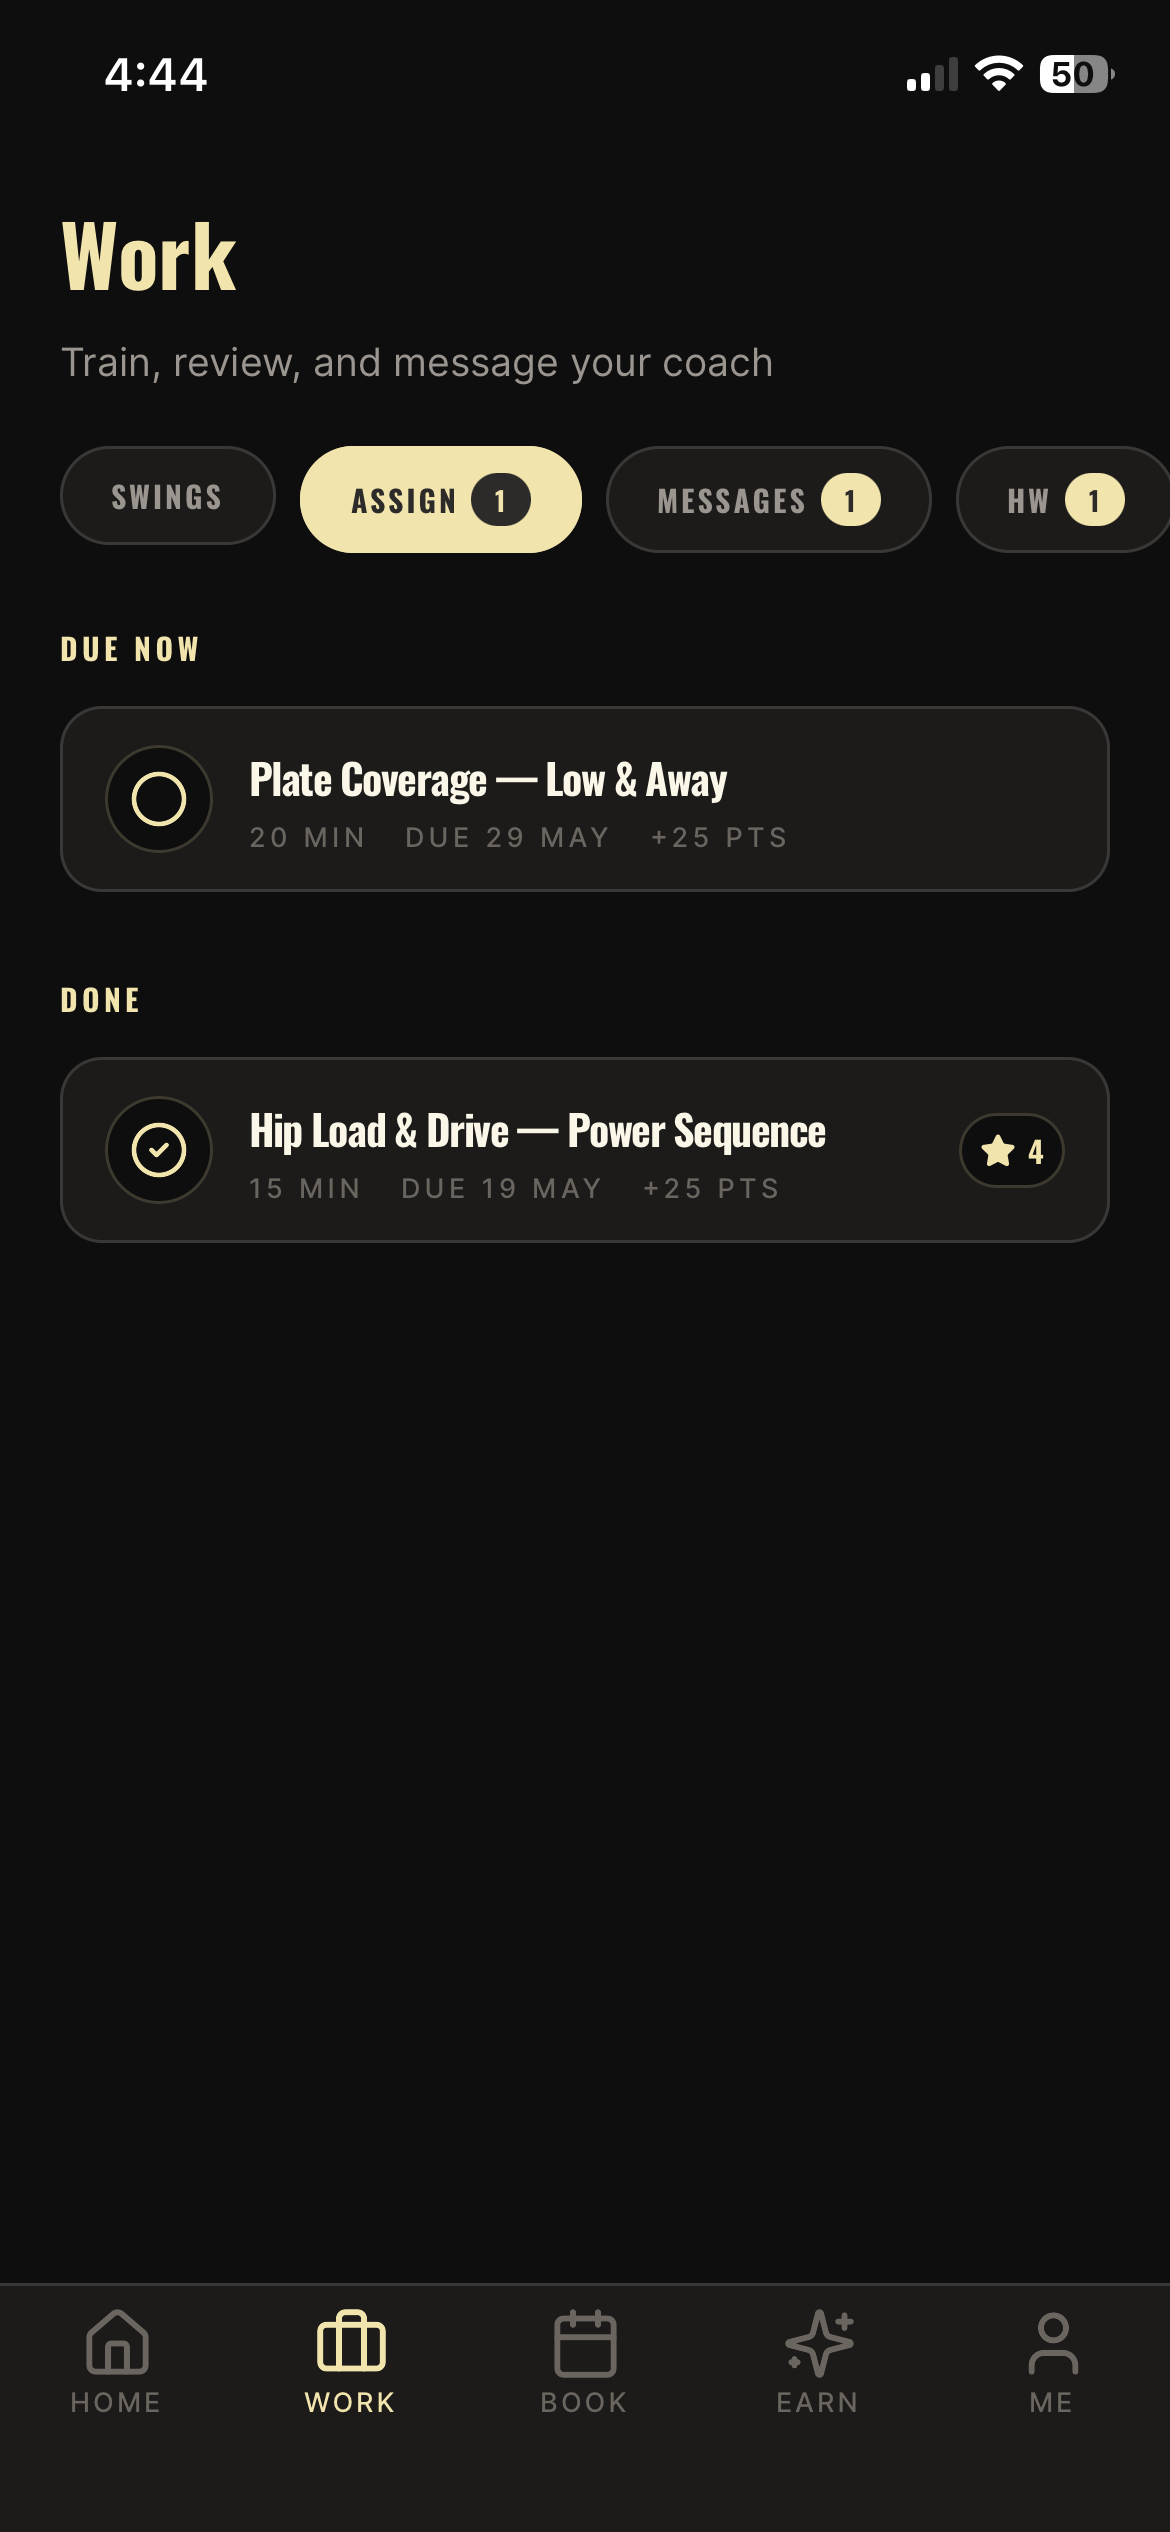 4:44
50
Work
Train, review, and message your coach
SWINGS
ASSIGN 1
MESSAGES 1
HW 1
DUE NOW
Plate Coverage — Low & Away
20 MIN DUE 29 MAY +25 PTS
DONE
Hip Load & Drive — Power Sequence
15 MIN DUE 19 MAY +25 PTS
4
HOME
WORK
BOOK
EARN
ME